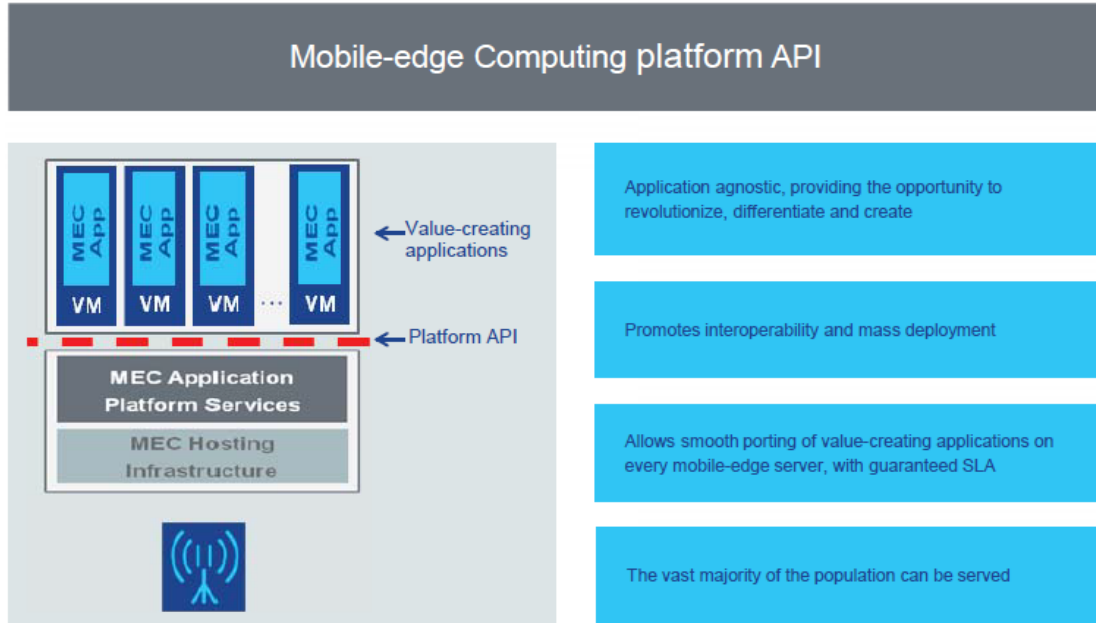 Mobile-edge Computing platform API
MEC App
MEC App
MEC App
MEC App
VM
VM
VM
...
VM
Value-creating
applications
Platform API
MEC Application
Platform Services
MEC Hosting
Infrastructure
Application agnostic, providing the opportunity to
revolutionize, differentiate and create
Promotes interoperability and mass deployment
Allows smooth porting of value-creating applications on
every mobile-edge server, with guaranteed SLA
The vast majority of the population can be served